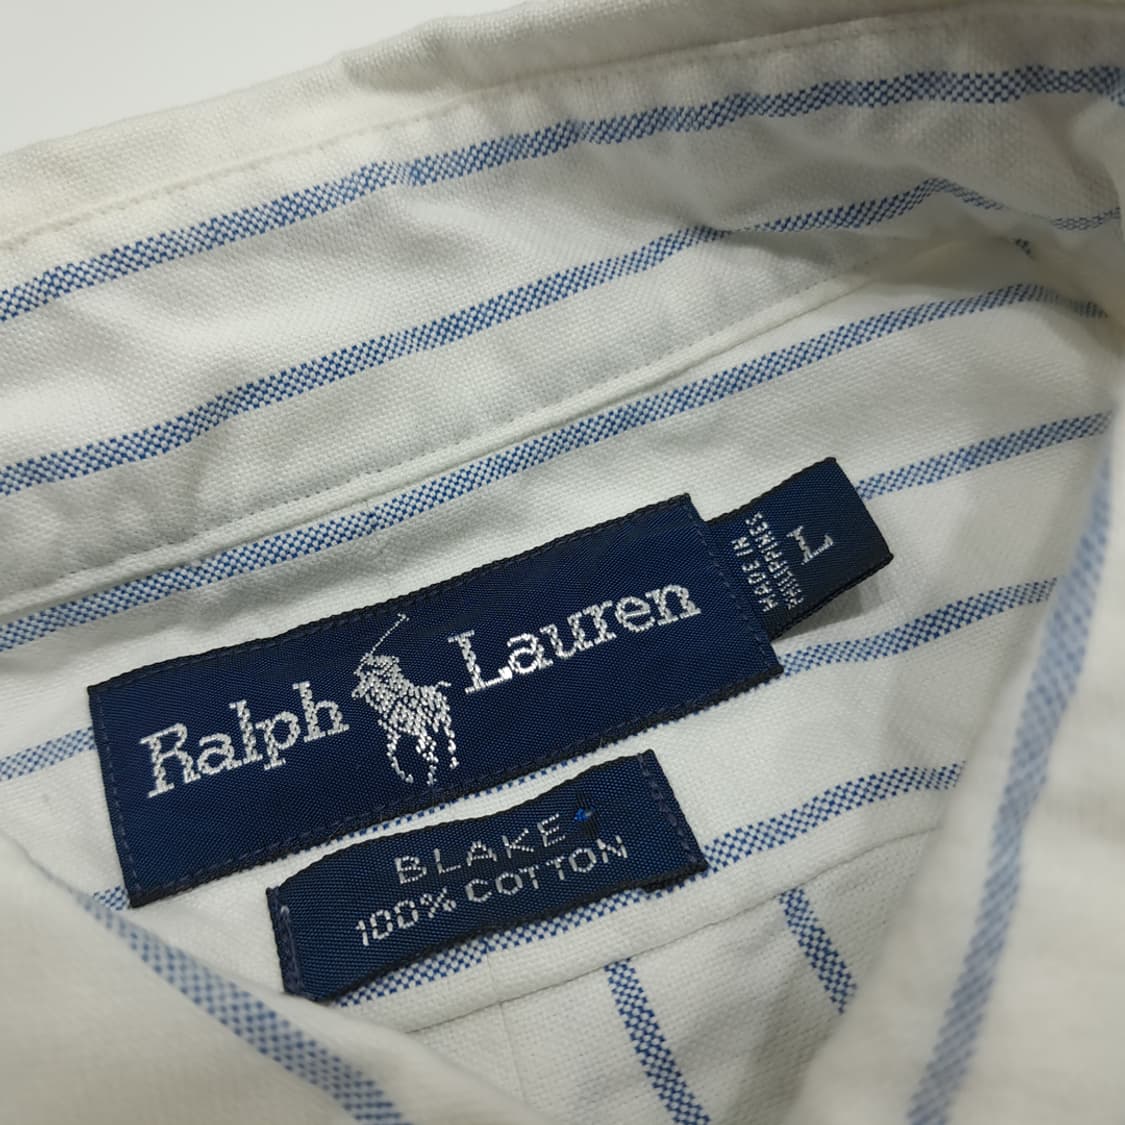 Ralph Lauren
MADE IN
PHILIPPINES
L
BLAKE
100% COTTON